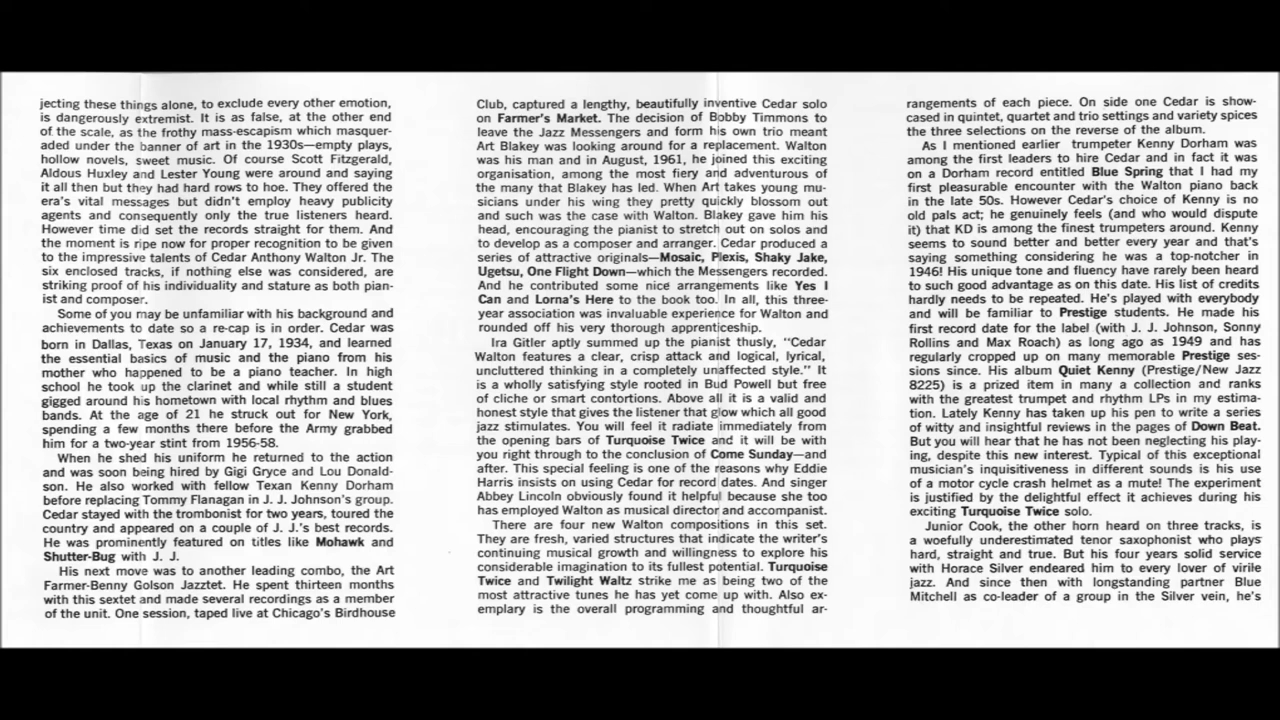 jecting these things alone, to exclude every other emotion,
is dangerously extremist. It is as false, at the other end
of the scale, as the frothy mass-escapism which masquer-
aded under the banner of art in the 1930s—empty plays,
hollow novels, sweet music. Of course Scott Fitzgerald,
Aldous Huxley and Lester Young were around and saying
it all then but they had hard rows to hoe. They offered the
era's vital messages but didn't employ heavy publicity
agents and consequently only the true listeners heard.
However time did set the records straight for them. And
the moment is ripe now for proper recognition to be given
to the impressive talents of Cedar Anthony Walton Jr. The
six enclosed tracks, if nothing else was considered, are
striking proof of his individuality and stature as both pian-
ist and composer.
Some of you may be unfamiliar with his background and
achievements to date so a re-cap is in order. Cedar was
born in Dallas, Texas on January 17, 1934, and learned
the essential basics of music and the piano from his
mother who happened to be a piano teacher. In high
school he took up the clarinet and while still a student
gigged around his hometown with local rhythm and blues
bands. At the age of 21 he struck out for New York,
spending a few months there before the Army grabbed
him for a two-year stint from 1956-58.
When he shed his uniform he returned to the action
and was soon being hired by Gigi Gryce and Lou Donald-
son. He also worked with fellow Texan Kenny Dorham
before replacing Tommy Flanagan in J. J. Johnson's group.
Cedar stayed with the trombonist for two years, toured the
country and appeared on a couple of J. J.'s best records.
He was prominently featured on titles like Mohawk and
Shutter-Bug with J. J.
His next move was to another leading combo, the Art
Farmer-Benny Golson Jazztet. He spent thirteen months
with this sextet and made several recordings as a member
of the unit. One session, taped live at Chicago's Birdhouse
Club, captured a lengthy, beautifully inventive Cedar solo
on Farmer's Market. The decision of Bobby Timmons to
leave the Jazz Messengers and form his own trio meant
Art Blakey was looking around for a replacement. Walton
was his man and in August, 1961, he joined this exciting
organisation, among the most fiery and adventurous of
the many that Blakey has led. When Art takes young mu-
sicians under his wing they pretty quickly blossom out
and such was the case with Walton. Blakey gave him his
head, encouraging the pianist to stretch out on solos and
to develop as a composer and arranger. Cedar produced a
series of attractive originals—Mosaic, Plexis, Shaky Jake,
Ugetsu, One Flight Down—which the Messengers recorded.
And he contributed some nice arrangements like Yes I
Can and Lorna's Here to the book too. In all, this three-
year association was invaluable experience for Walton and
rounded off his very thorough apprenticeship.
Ira Gitler aptly summed up the pianist thusly, "Cedar
Walton features a clear, crisp attack and logical, lyrical,
uncluttered thinking in a completely unaffected style." It
is a wholly satisfying style rooted in Bud Powell but free
of cliche or smart contortions. Above all it is a valid and
honest style that gives the listener that glow which all good
jazz stimulates. You will feel it radiate immediately from
the opening bars of Turquoise Twice and it will be with
you right through to the conclusion of Come Sunday—and
after. This special feeling is one of the reasons why Eddie
Harris insists on using Cedar for record dates. And singer
Abbey Lincoln obviously found it helpful because she too
has employed Walton as musical director and accompanist.
There are four new Walton compositions in this set.
They are fresh, varied structures that indicate the writer's
continuing musical growth and willingness to explore his
considerable imagination to its fullest potential. Turquoise
Twice and Twilight Waltz strike me as being two of the
most attractive tunes he has yet come up with. Also ex-
emplary is the overall programming and thoughtful ar-
rangements of each piece. On side one Cedar is show-
cased in quintet, quartet and trio settings and variety spices
the three selections on the reverse of the album.
As I mentioned earlier trumpeter Kenny Dorham was
among the first leaders to hire Cedar and in fact it was
on a Dorham record entitled Blue Spring that I had my
first pleasurable encounter with the Walton piano back
in the late 50s. However Cedar's choice of Kenny is no
old pals act; he genuinely feels (and who would dispute
it) that KD is among the finest trumpeters around. Kenny
seems to sound better and better every year and that's
saying something considering he was a top-notcher in
1946! His unique tone and fluency have rarely been heard
to such good advantage as on this date. His list of credits
hardly needs to be repeated. He's played with everybody
and will be familiar to Prestige students. He made his
first record date for the label (with J. J. Johnson, Sonny
Rollins and Max Roach) as long ago as 1949 and has
regularly cropped up on many memorable Prestige ses-
sions since. His album Quiet Kenny (Prestige/New Jazz
8225) is a prized item in many a collection and ranks
with the greatest trumpet and rhythm LPs in my estima-
tion. Lately Kenny has taken up his pen to write a series
of witty and insightful reviews in the pages of Down Beat.
But you will hear that he has not been neglecting his play-
ing, despite this new interest. Typical of this exceptional
musician's inquisitiveness in different sounds is his use
of a motor cycle crash helmet as a mute! The experiment
is justified by the delightful effect it achieves during his
exciting Turquoise Twice solo.
Junior Cook, the other horn heard on three tracks, is
a woefully underestimated tenor saxophonist who plays
hard, straight and true. But his four years solid service
with Horace Silver endeared him to every lover of virile
jazz. And since then with longstanding partner Blue
Mitchell as co-leader of a group in the Silver vein, he's